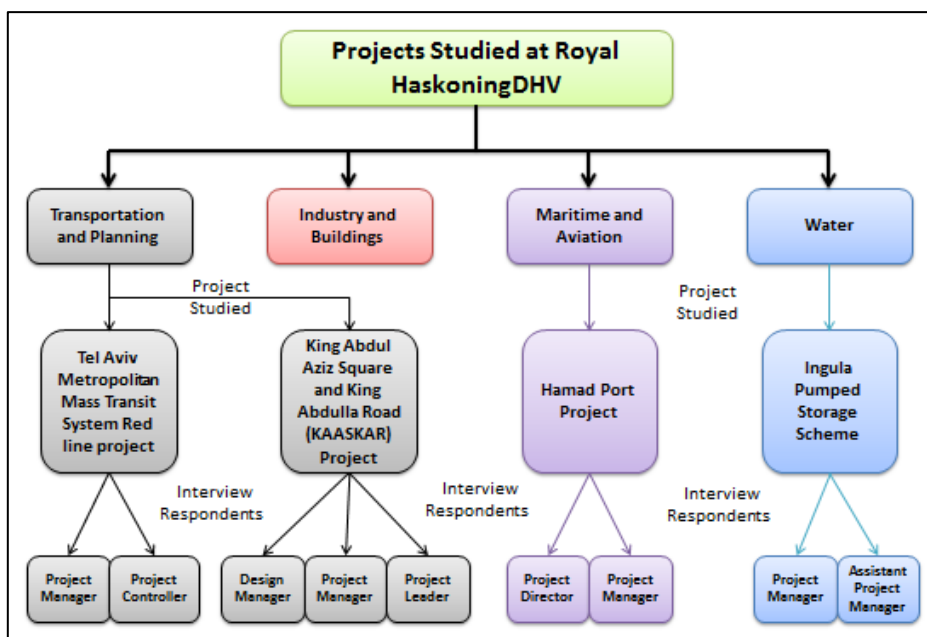 Projects Studied at Royal
HaskoningDHV
Transportation
and Planning
Industry and
Buildings
Maritime and
Aviation
Water
Project
Studied
Project
Studied
Tel Aviv
Metropolitan
Mass Transit
System Red
line project
King Abdul
Aziz Square
and King
Abdulla Road
(KAASKAR)
Project
Hamad Port
Project
Ingula
Pumped
Storage
Scheme
Interview
Respondents
Interview
Respondents
Interview
Respondents
Project
Manager
Project
Controller
Design
Manager
Project
Manager
Project
Leader
Project
Director
Project
Manager
Project
Manager
Assistant
Project
Manager